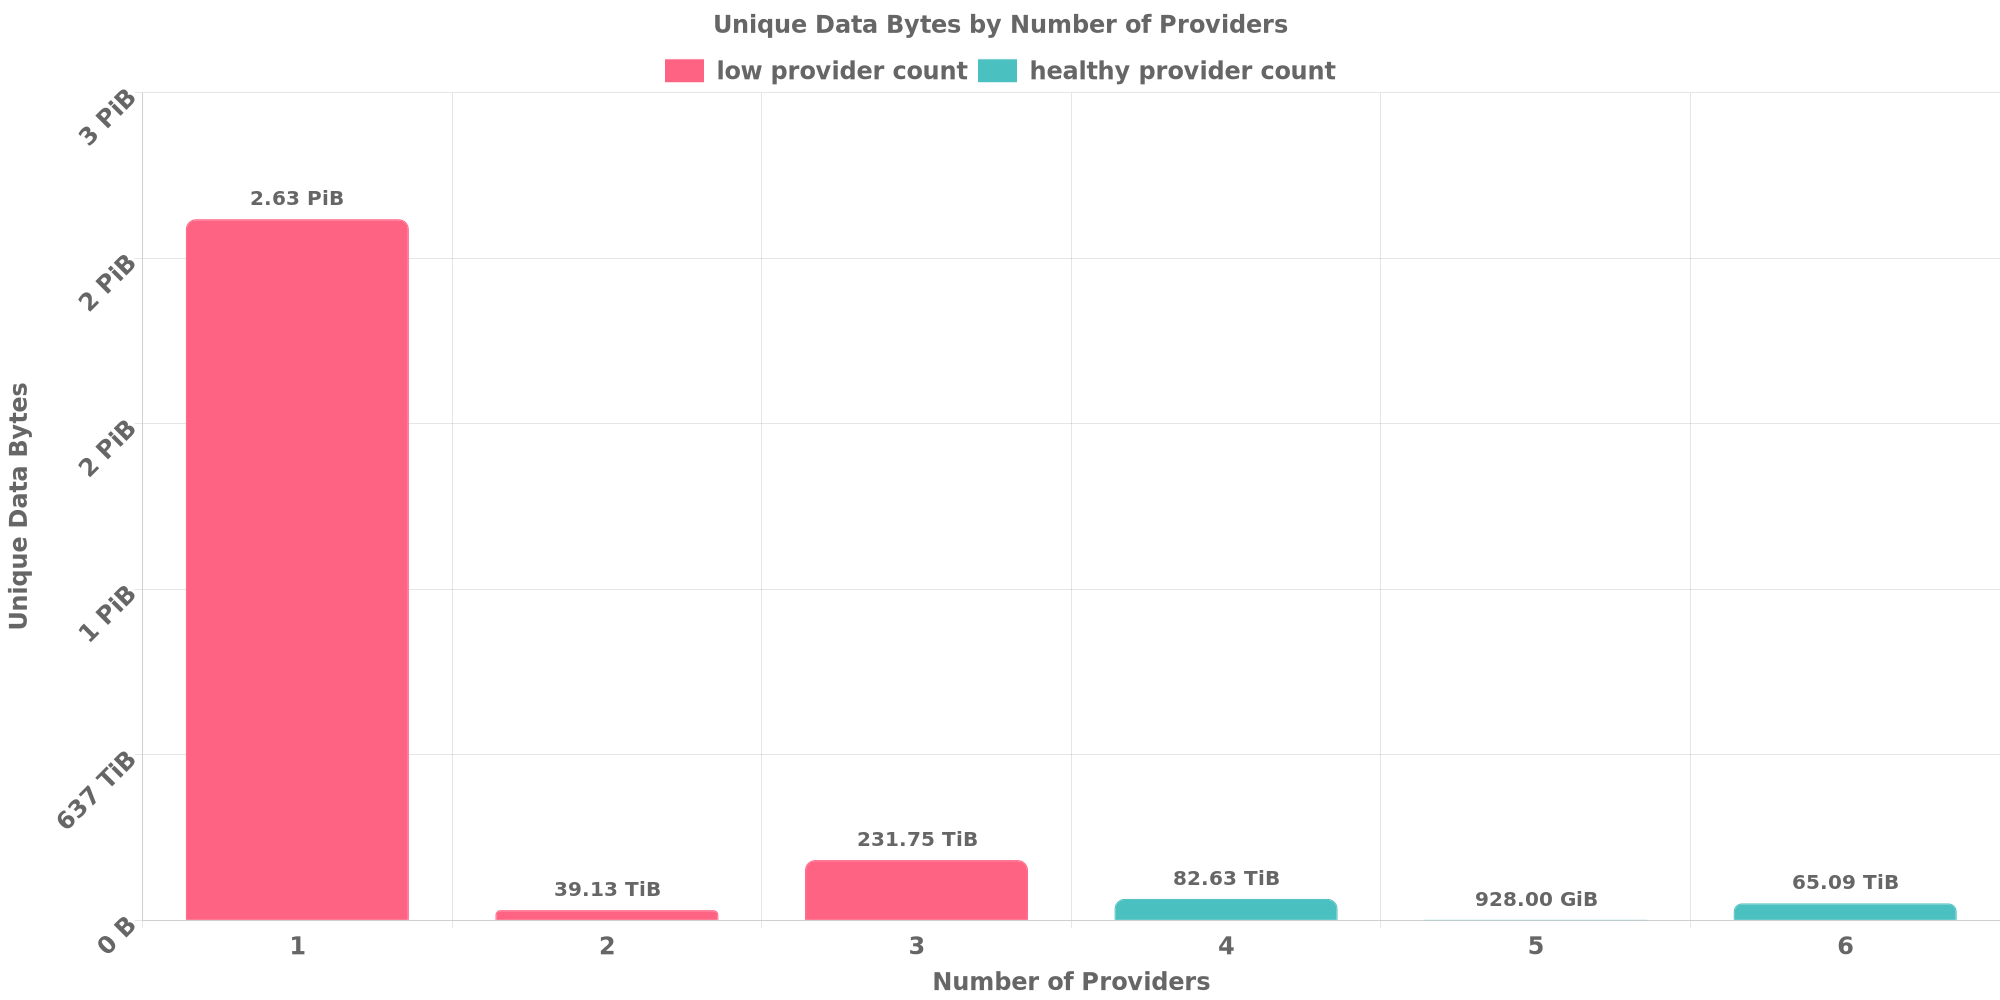 Unique Data Bytes by Number of Providers
low provider count healthy provider count
3 PiB
2 PiB
2 PiB
1 PiB
637 TiB
0 B
Unique Data Bytes
2.63 PiB
39.13 TiB
231.75 TiB
82.63 TiB
928.00 GiB
65.09 TiB
1 2 3 4 5 6
Number of Providers